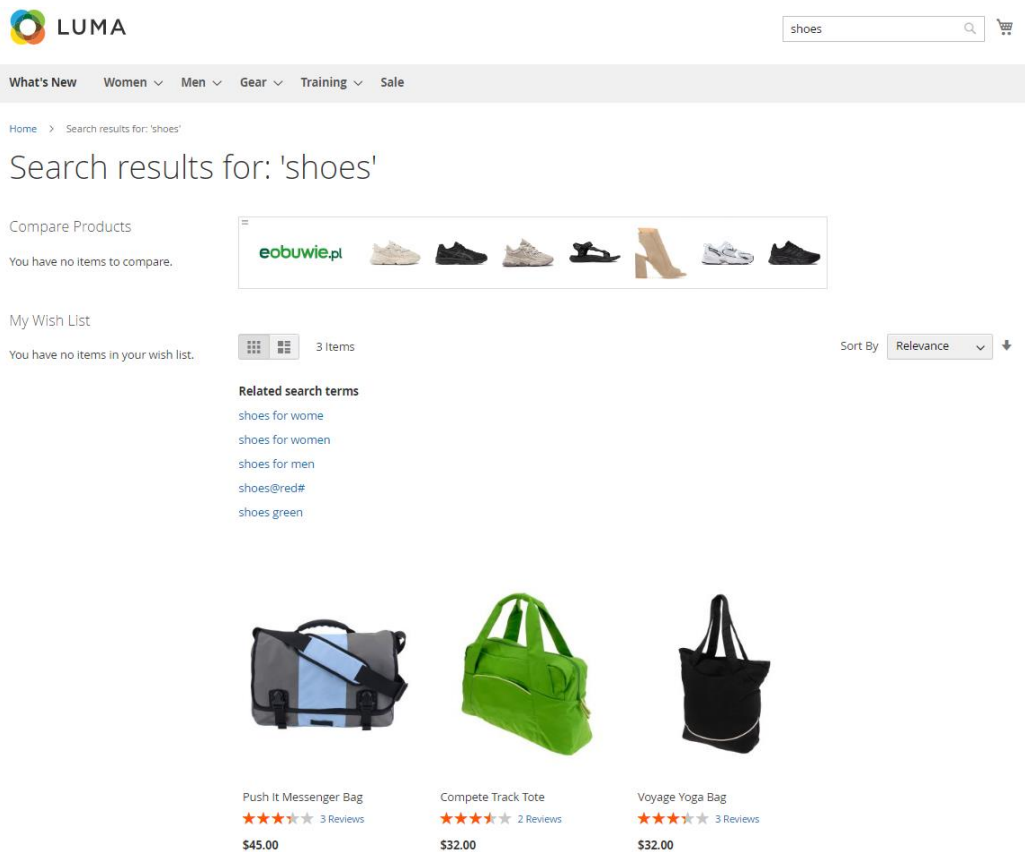 LUMA
shoes
What's New Women Men Gear Training Sale
Home > Search results for: 'shoes'
Search results for: 'shoes'
Compare Products
You have no items to compare.
My Wish List
You have no items in your wish list.
eobuwie.pl
3 Items
Sort By Relevance
Related search terms
shoes for wome
shoes for women
shoes for men
shoes@red#
shoes green
Push It Messenger Bag
3 Reviews
$45.00
Compete Track Tote
2 Reviews
$32.00
Voyage Yoga Bag
3 Reviews
$32.00